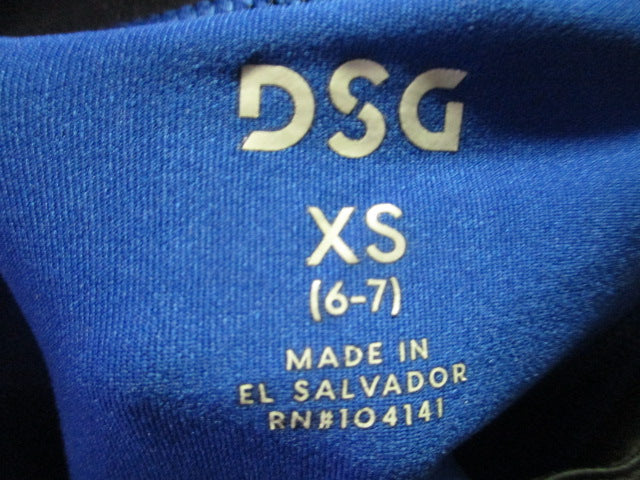 DSG
XS
(6-7)
MADE IN
EL SALVADOR
RN#104141